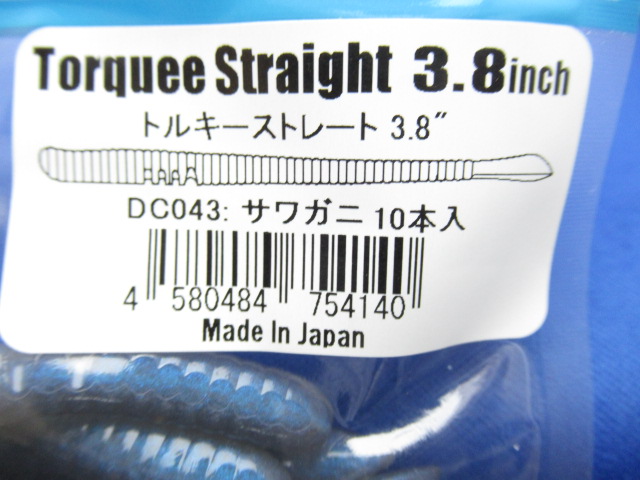 Torquee Straight 3.8inch
トルキーストレート 3.8"
DC043: サワガニ 10本入
4 580484 754140
Made In Japan